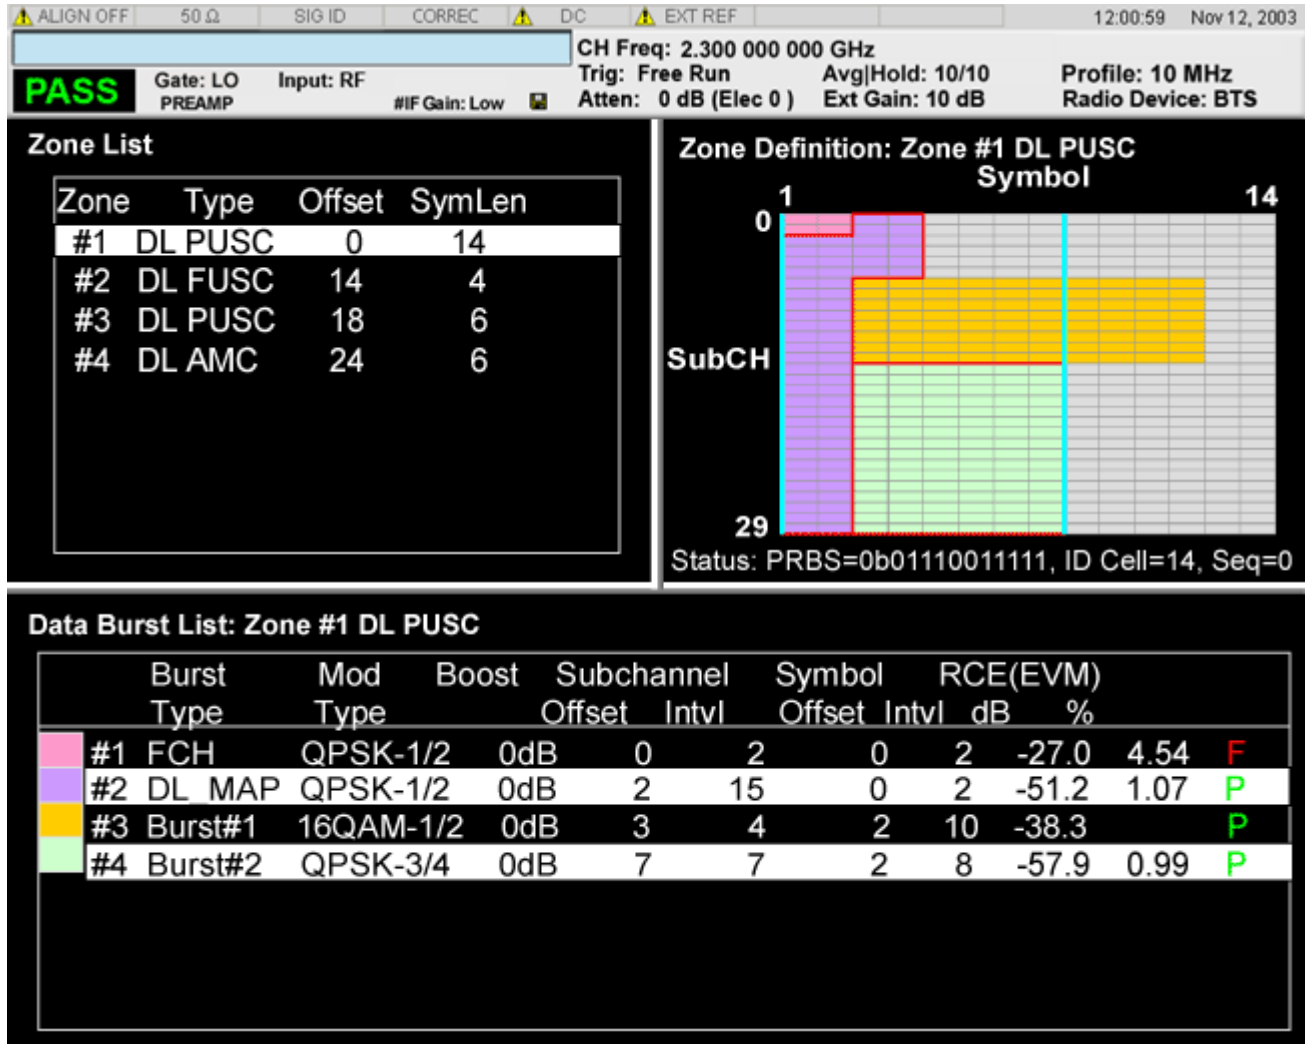 ALIGN OFF 50 Ω SIG ID CORREC DC EXT REF 12:00:59 Nov 12, 2003
CH Freq: 2.300 000 000 GHz
PASS Gate: LO Input: RF Trig: Free Run Avg|Hold: 10/10 Profile: 10 MHz
PREAMP #IF Gain: Low Atten: 0 dB (Elec 0 ) Ext Gain: 10 dB Radio Device: BTS
Zone List
Zone Type Offset SymLen
#1 DL PUSC 0 14
#2 DL FUSC 14 4
#3 DL PUSC 18 6
#4 DL AMC 24 6
Zone Definition: Zone #1 DL PUSC
Symbol
1 14
0
SubCH
29
Status: PRBS=0b01110011111, ID Cell=14, Seq=0
Data Burst List: Zone #1 DL PUSC
Burst Mod Boost Subchannel Symbol RCE(EVM)
Type Type Offset Intvl Offset Intvl dB %
#1 FCH QPSK-1/2 0dB 0 2 0 2 -27.0 4.54 F
#2 DL_MAP QPSK-1/2 0dB 2 15 0 2 -51.2 1.07 P
#3 Burst#1 16QAM-1/2 0dB 3 4 2 10 -38.3 P
#4 Burst#2 QPSK-3/4 0dB 7 7 2 8 -57.9 0.99 P